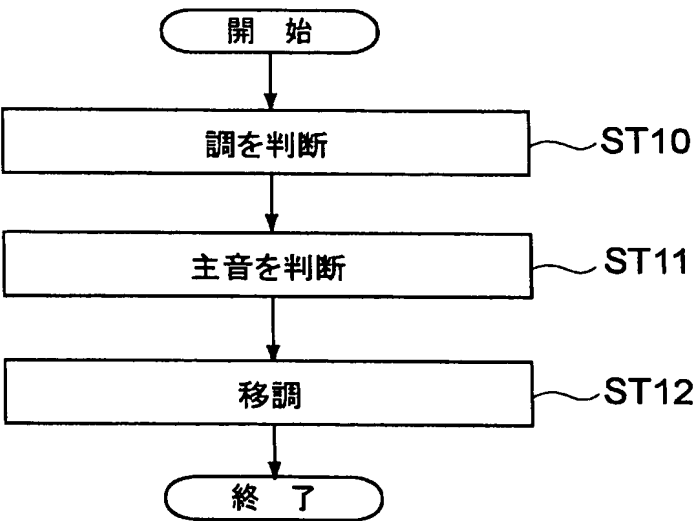 開 始
調を判断
ST10
主音を判断
ST11
移調
ST12
終 了